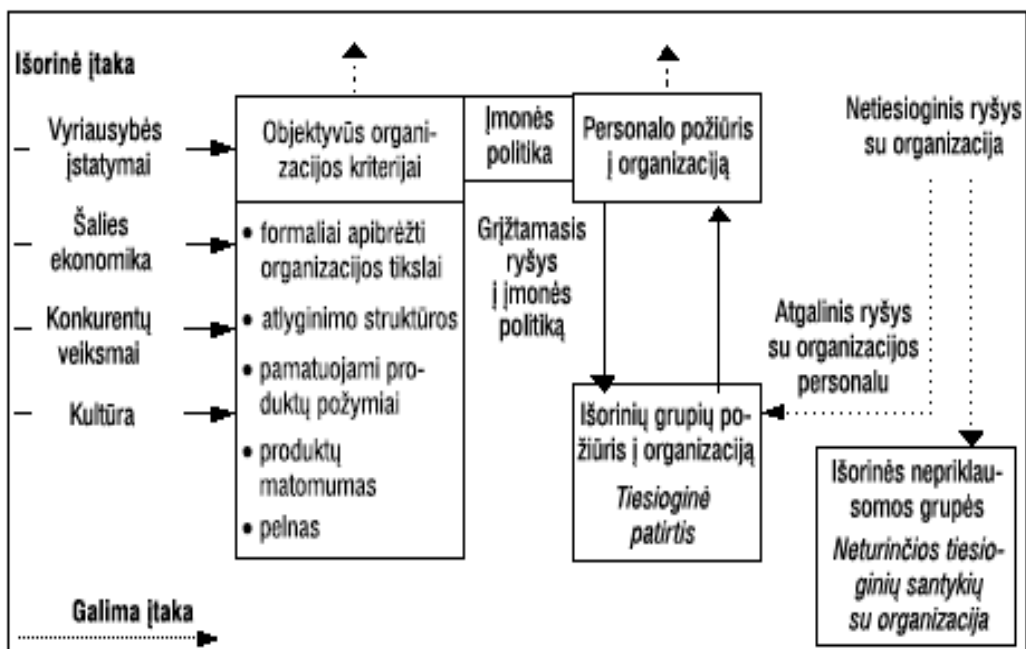 Išorinė įtaka
Vyriausybės
įstatymai
Šalies
ekonomika
Konkurentų
veiksmai
Kultūra
Objektyvūs organi-
zacijos kriterijai
• formaliai apibrėžti
organizacijos tikslai
• atlyginimo struktūros
• pamatuojami pro-
duktų požymiai
• produktų
matomumas
• pelnas
Įmonės
politika
Grįžtamasis
ryšys
į įmonės
politiką
Personalo požiūris
į organizaciją
Išorinių grupių po-
žiūris į organizaciją
Tiesioginė
patirtis
Netiesioginis ryšys
su organizacija
Atgalinis ryšys
su organizacijos
personalu
Išorinės nepriklau-
somos grupės
Neturinčios tiesio-
ginių santykių
su organizacija
Galima įtaka